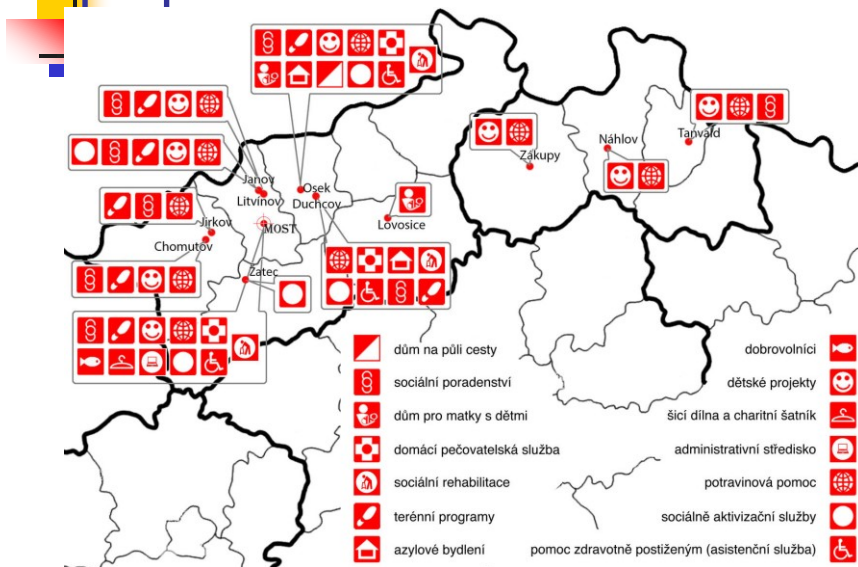 Janov
Litvínov
Osek
Duchcov
Jirkov
Chomutov
MOST
Žatec
Lovosice
Zákupy
Náhlov
Tanvald
dům na půli cesty
sociální poradenství
dům pro matky s dětmi
domácí pečovatelská služba
sociální rehabilitace
terénní programy
azylové bydlení
dobrovolníci
dětské projekty
šicí dílna a charitní šatník
administrativní středisko
potravinová pomoc
sociálně aktivizační služby
pomoc zdravotně postiženým (asistenční služba)